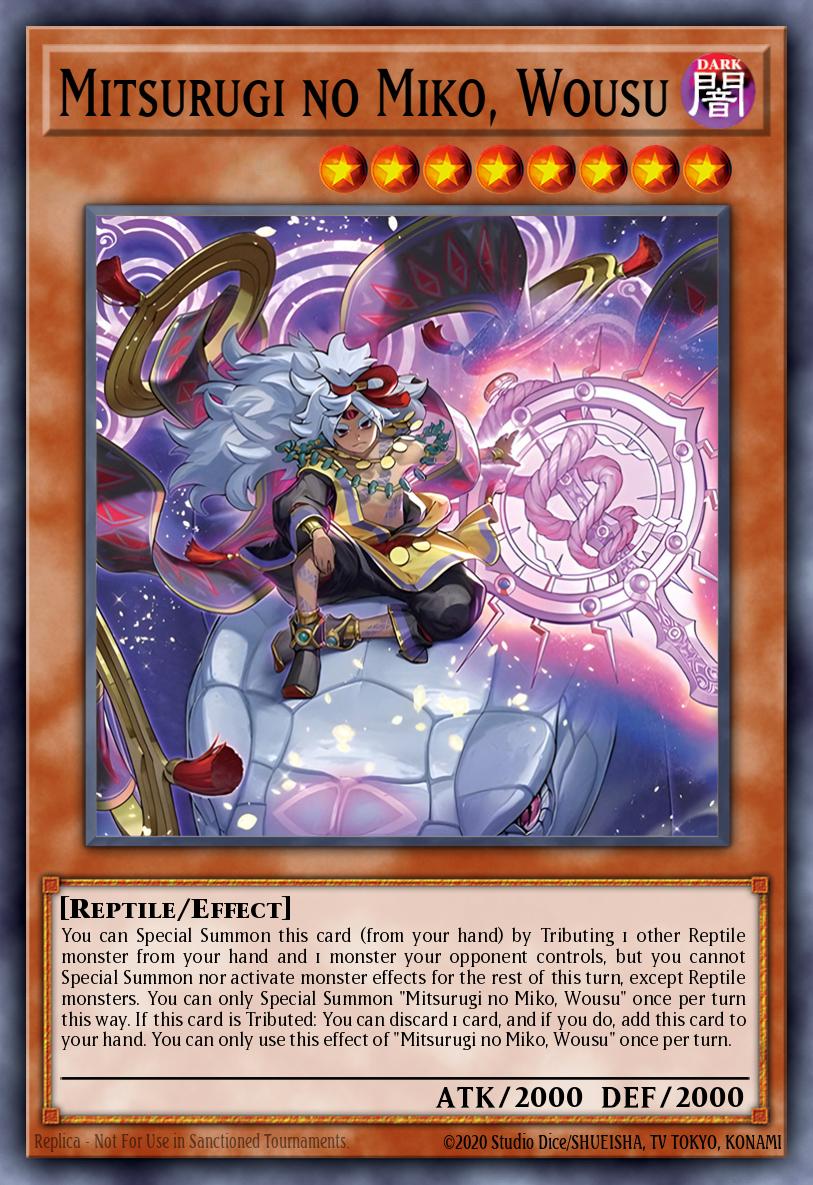 Mitsurugi no Miko, Wousu
DARK
闇
[Reptile/Effect]
You can Special Summon this card (from your hand) by Tributing 1 other Reptile
monster from your hand and 1 monster your opponent controls, but you cannot
Special Summon nor activate monster effects for the rest of this turn, except Reptile
monsters. You can only Special Summon "Mitsurugi no Miko, Wousu" once per turn
this way. If this card is Tributed: You can discard 1 card, and if you do, add this card to
your hand. You can only use this effect of "Mitsurugi no Miko, Wousu" once per turn.
ATK/2000 DEF/2000
Replica - Not For Use in Sanctioned Tournaments.
©2020 Studio Dice/SHUEISHA, TV TOKYO, KONAMI